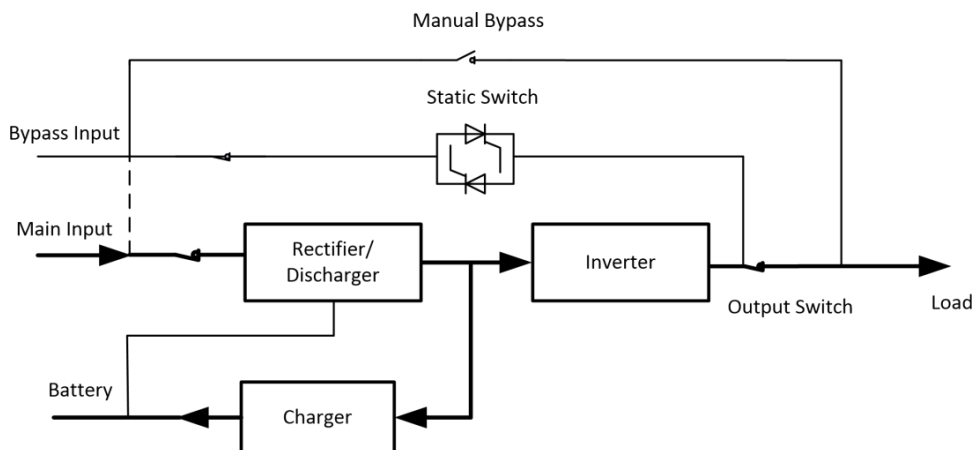 Manual Bypass
Static Switch
Bypass Input
Main Input
Rectifier/
Discharger
Inverter
Output Switch
Load
Battery
Charger